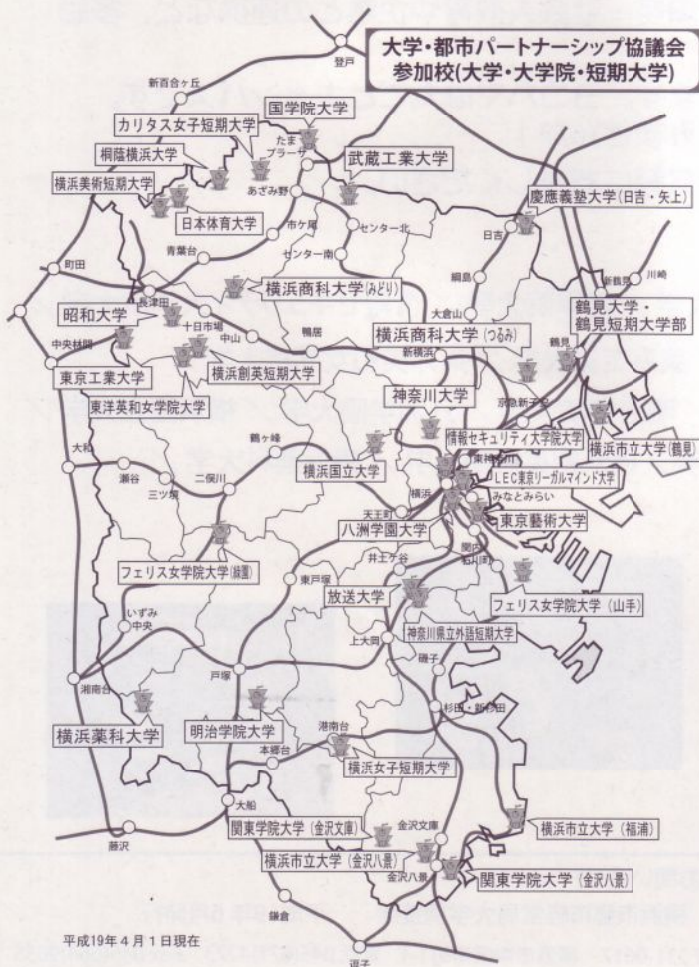 大学・都市パートナーシップ協議会
参加校(大学・大学院・短期大学)
登戸
新百合ヶ丘
国学院大学
カリタス女子短期大学
たま
プラーザ
桐蔭横浜大学
武蔵工業大学
横浜美術短期大学
あざみ野
慶應義塾大学(日吉・矢上)
日本体育大学
市ケ尾
センター北
日吉
青葉台
センター南
町田
綱島
新鶴見
川崎
長津田
横浜商科大学(みどり)
昭和大学
十日市場
大倉山
鶴見大学・
鶴見短期大学部
中央林間
中山
鴨居
横浜商科大学(つるみ)
新横浜
鶴見
東京工業大学
横浜創英短期大学
東洋英和女学院大学
神奈川大学
京急新子安
鶴ヶ峰
情報セキュリティ大学院大学
横浜市立大学(鶴見)
大和
瀬谷
横浜国立大学
東神奈川
三ツ境
二俣川
横浜
LEC東京リーガルマインド大学
みなとみらい
天王町
八洲学園大学
東京藝術大学
フェリス女学院大学(緑園)
井土ケ谷
関内
石川町
東戸塚
放送大学
フェリス女学院大学(山手)
いずみ
中央
上大岡
神奈川県立外語短期大学
戸塚
磯子
湘南台
杉田・新杉田
横浜薬科大学
明治学院大学
港南台
本郷台
横浜女子短期大学
大船
関東学院大学(金沢文庫)
金沢文庫
横浜市立大学(福浦)
藤沢
横浜市立大学(金沢八景)
金沢八景
関東学院大学(金沢八景)
鎌倉
平成19年4月1日現在
逗子